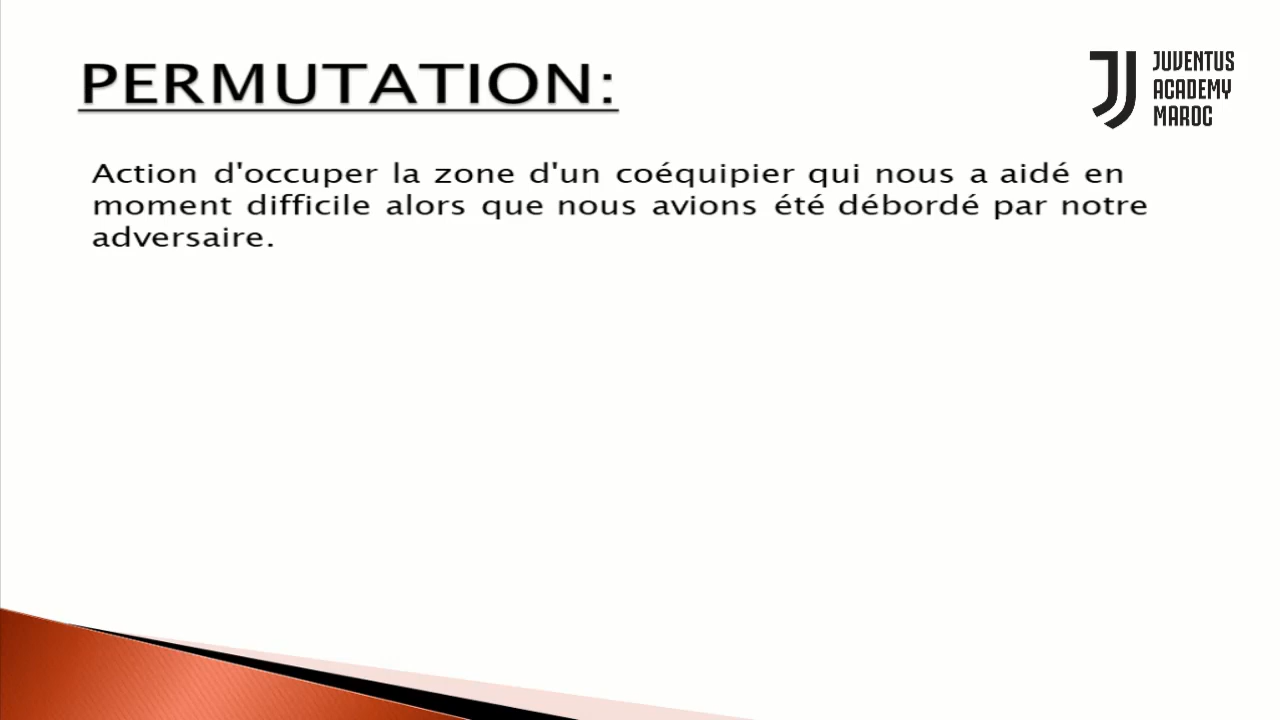 PERMUTATION:
JUVENTUS
ACADEMY
MAROC
Action d'occuper la zone d'un coéquipier qui nous a aidé en
moment difficile alors que nous avions été débordé par notre
adversaire.